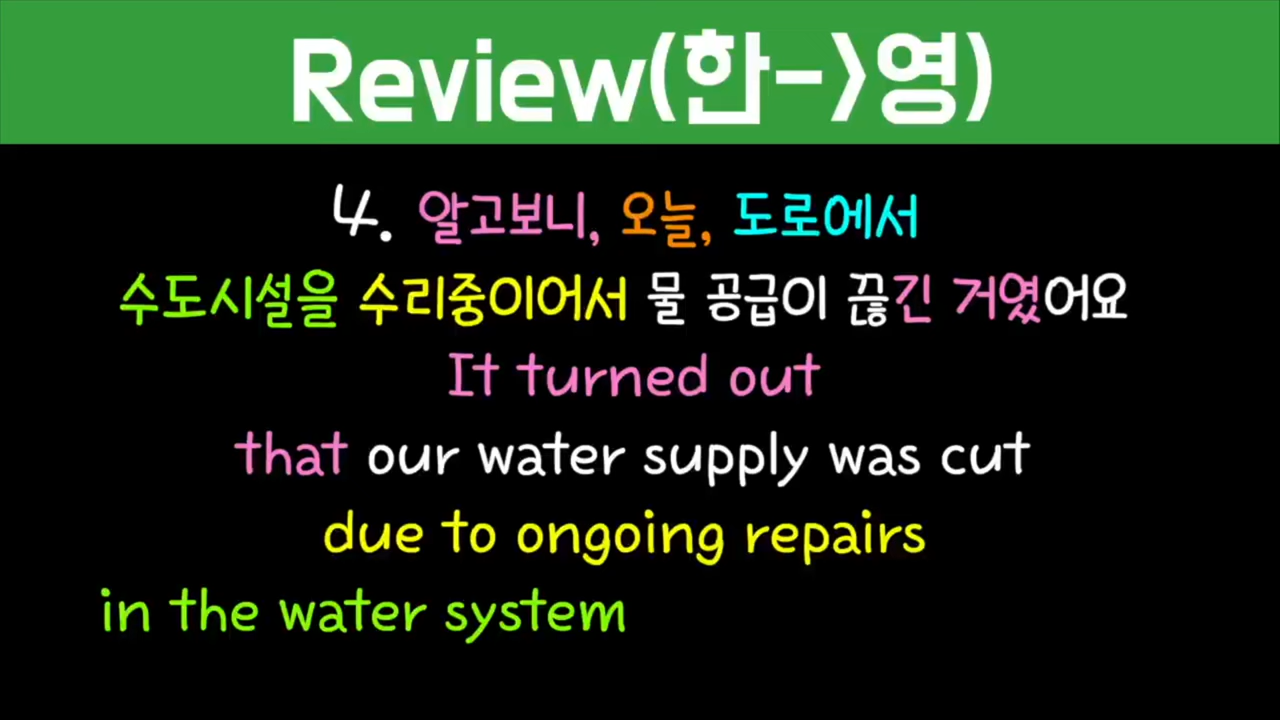 Review(한->영)
4. 알고보니, 오늘, 도로에서
수도시설을 수리중이어서 물 공급이 끊긴 거였어요
It turned out
that our water supply was cut
due to ongoing repairs
in the water system